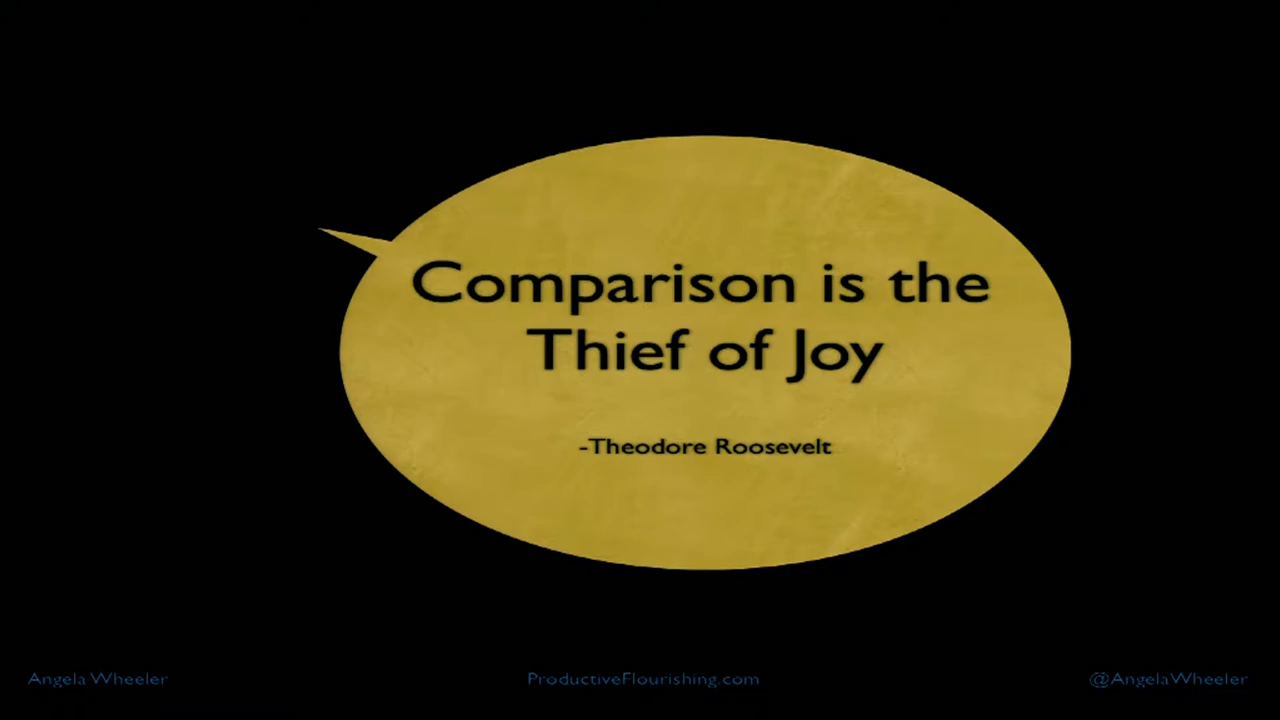 Comparison is the
Thief of Joy
-Theodore Roosevelt
Angela Wheeler
ProductiveFlourishing.com
@AngelaWheeler